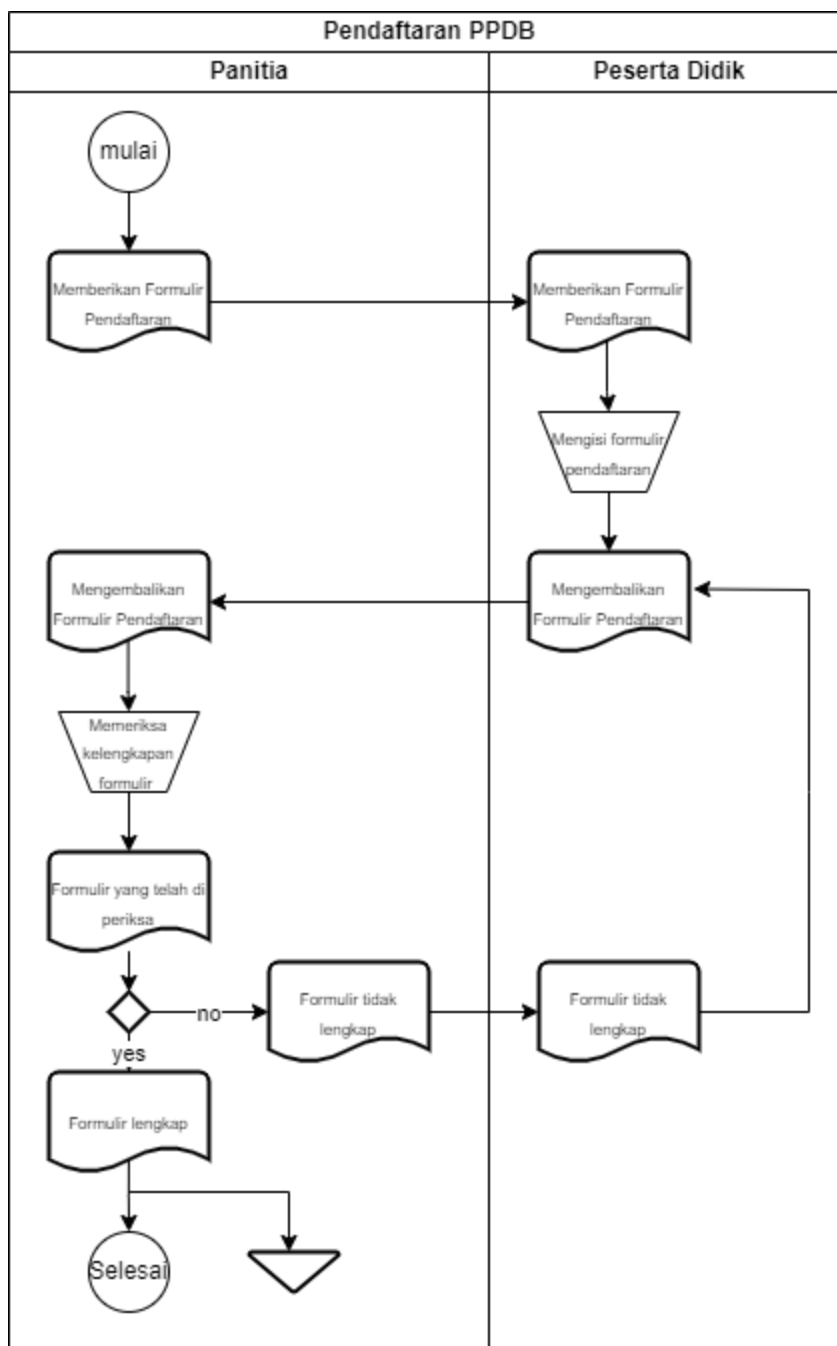 Pendaftaran PPDB
Panitia
Peserta Didik
mulai
Memberikan Formulir
Pendaftaran
Memberikan Formulir
Pendaftaran
Mengisi formulir
pendaftaran
Mengembalikan
Formulir Pendaftaran
Mengembalikan
Formulir Pendaftaran
Memeriksa
kelengkapan
formulir
Formulir yang telah di
periksa
no
Formulir tidak
lengkap
Formulir tidak
lengkap
yes
Formulir lengkap
Selesai